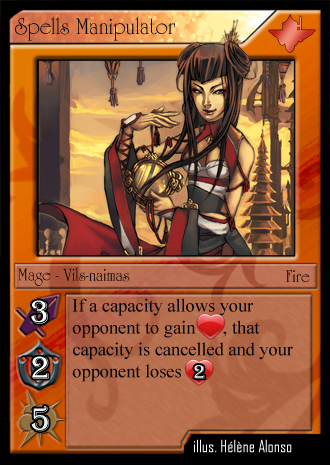 Spells Manipulator
Mage - Vils-naimas
Fire
3
If a capacity allows your
opponent to gain , that
2
capacity is cancelled and your
opponent loses 2
5
illus. Hélène Alonso